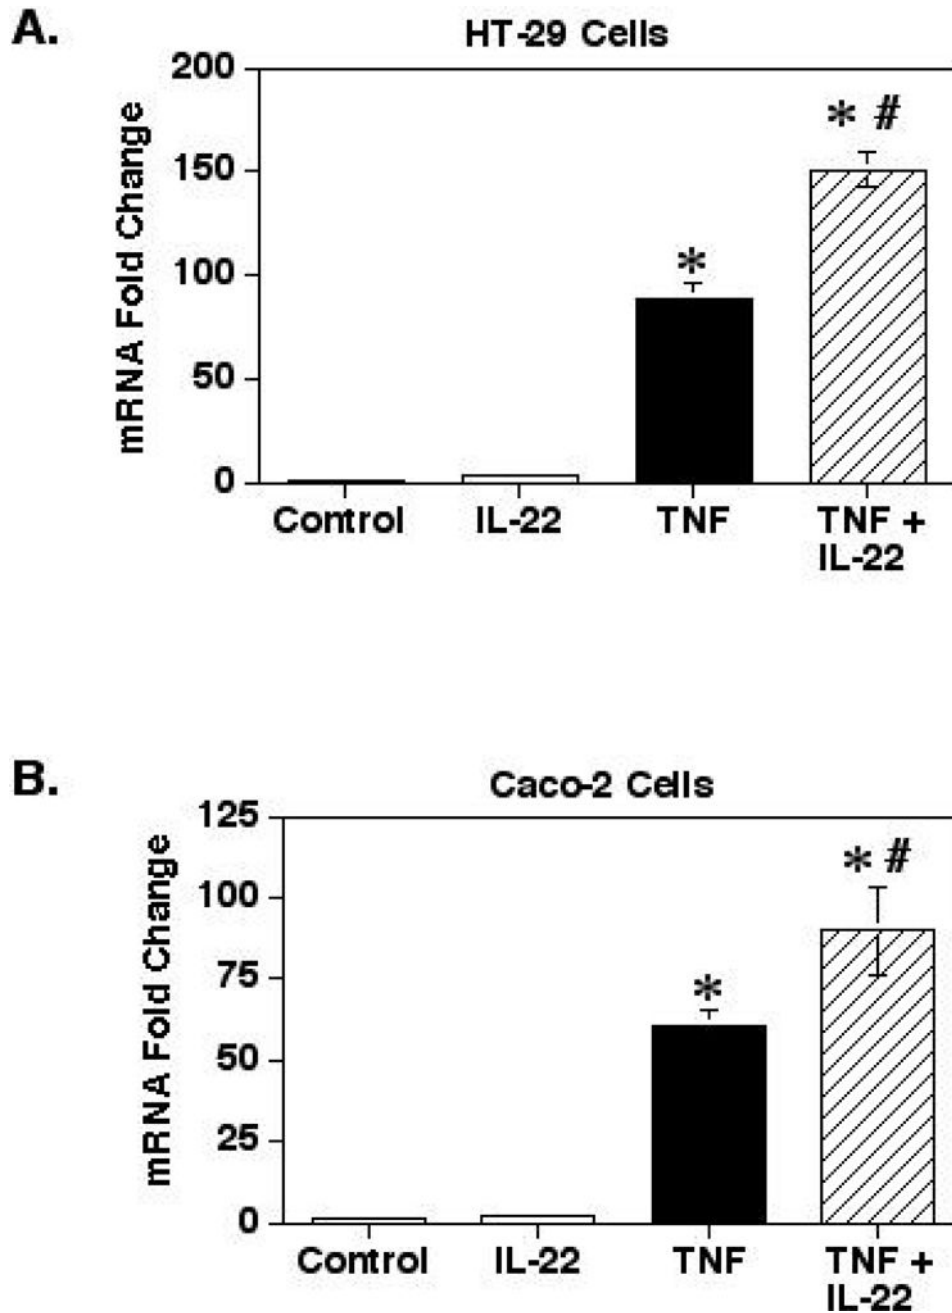 A.
HT-29 Cells
mRNA Fold Change
200
150
100
50
0
*
* #
Control IL-22 TNF TNF +
IL-22
B.
Caco-2 Cells
mRNA Fold Change
125
100
75
50
25
0
*
* #
Control IL-22 TNF TNF +
IL-22